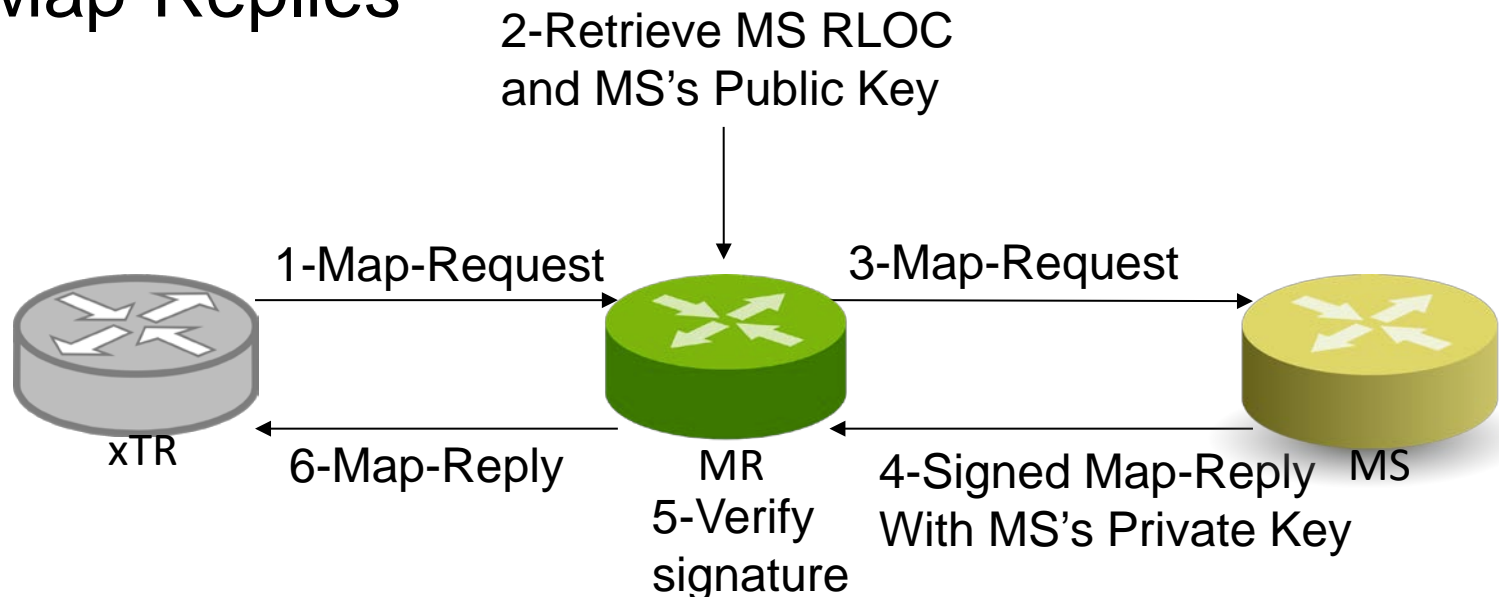 Map-Replies
2-Retrieve MS RLOC
and MS's Public Key
1-Map-Request
3-Map-Request
xTR
6-Map-Reply
MR
4-Signed Map-Reply
MS
5-Verify
With MS's Private Key
signature